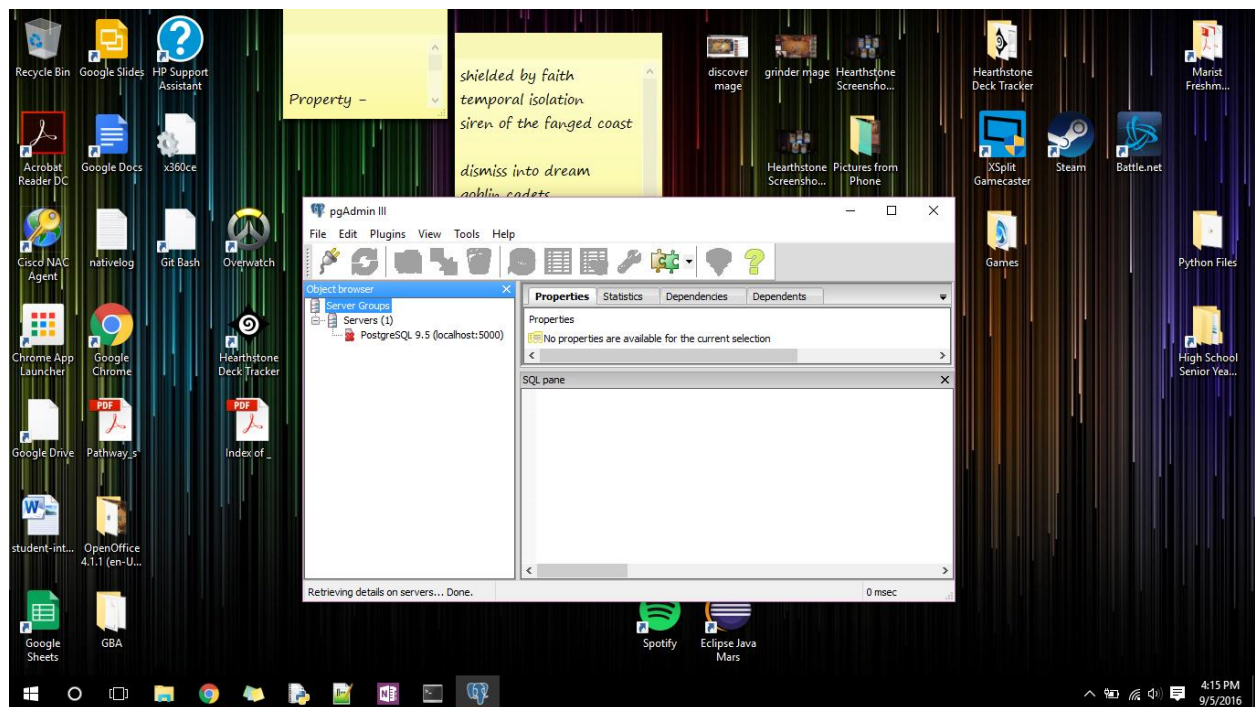 Recycle Bin
Google Slides
HP Support
Assistant
Property -
shielded by faith
temporal isolation
siren of the fanged coast
dismiss into dream
goblin cadets
discover
mage
grinder mage
Hearthstone
Screensho...
Hearthstone
Deck Tracker
Marist
Freshm...
Acrobat
Reader DC
Google Docs
x360ce
Hearthstone
Screensho...
Pictures from
Phone
XSplit
Gamecaster
Steam
Battle.net
Cisco NAC
Agent
nativelog
Git Bash
Overwatch
Games
Python Files
Chrome App
Launcher
Google
Chrome
Hearthstone
Deck Tracker
High School
Senior Yea...
Google Drive
PDF
Pathway_s
PDF
Index of _
student-int...
OpenOffice
4.1.1 (en-U...
Google
Sheets
GBA
pgAdmin III
File Edit Plugins View Tools Help
Object browser
Server Groups
Servers (1)
PostgreSQL 9.5 (localhost:5000)
Properties Statistics Dependencies Dependents
Properties
No properties are available for the current selection
SQL pane
Retrieving details on servers... Done.
0 msec
Spotify
Eclipse Java
Mars
4:15 PM
9/5/2016